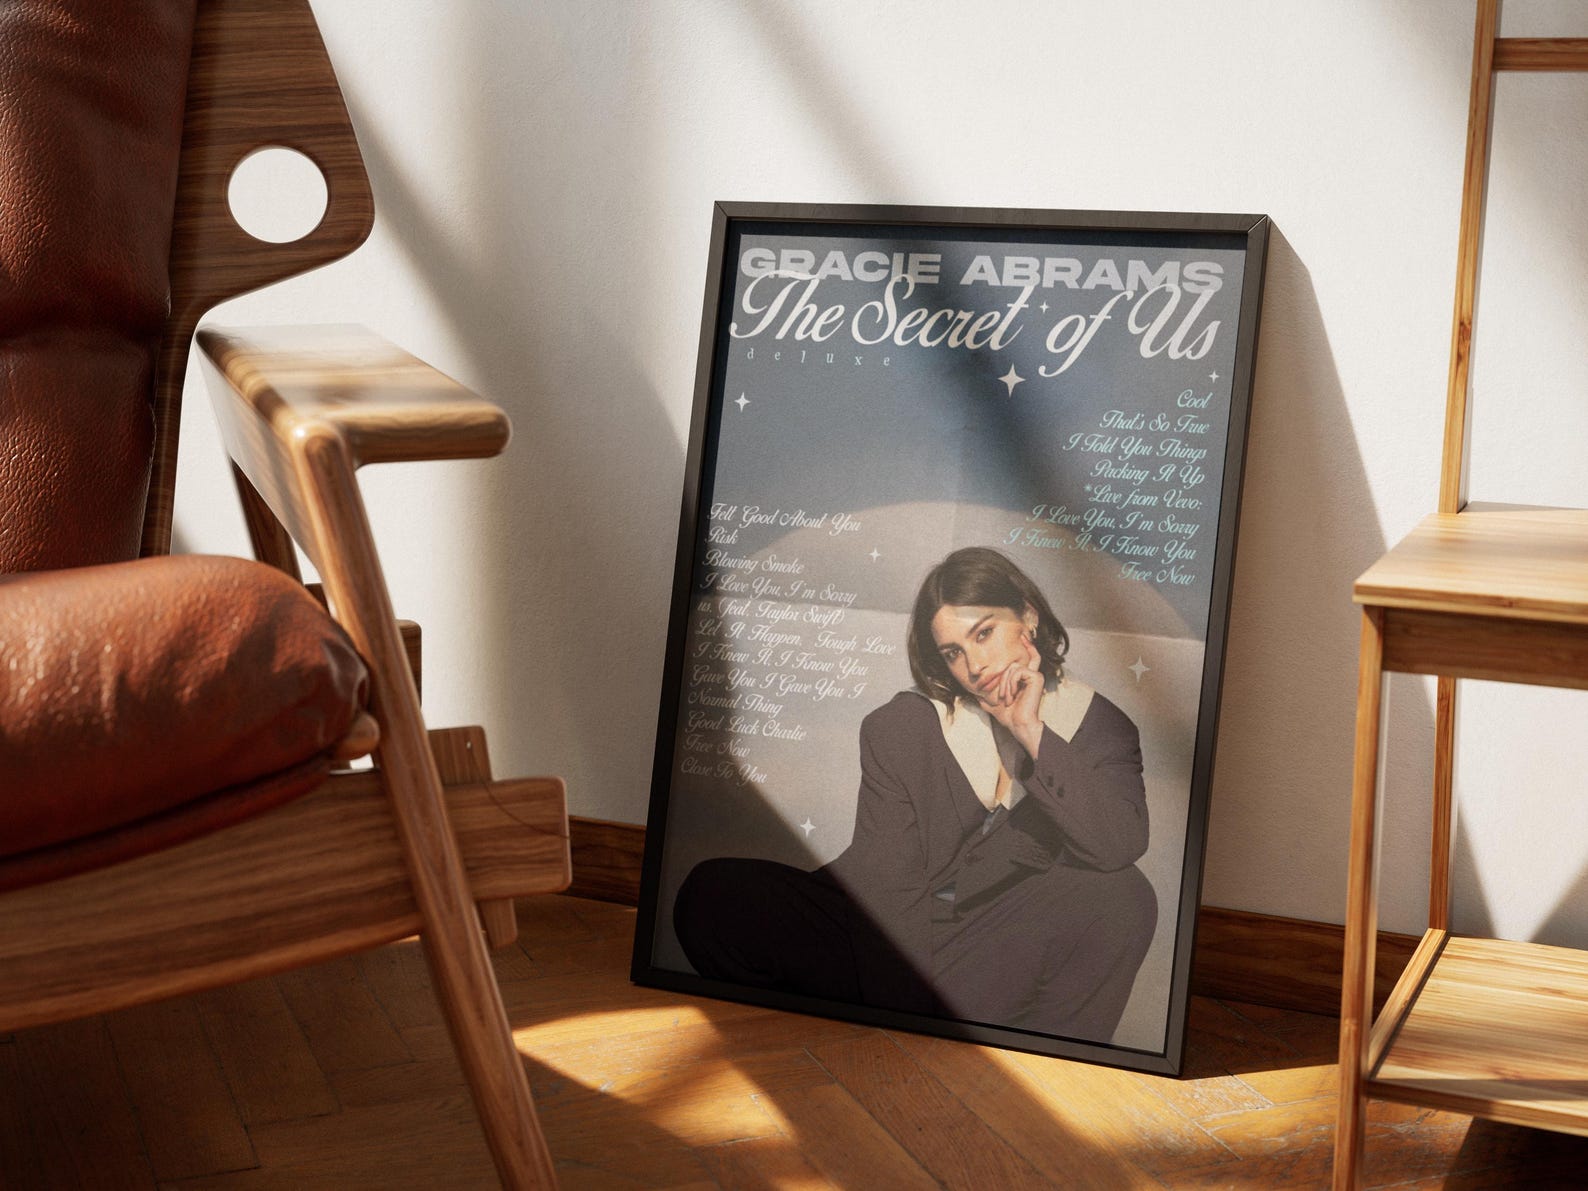 GRACIE ABRAMS
The Secret of Us
deluxe
Cool
That's So True
I Told You Things
Packing It Up
*Live from Vevo:
I Love You, I'm Sorry
I Knew It, I Know You
Free Now
Felt Good About You
Risk
Blowing Smoke
I Love You, I'm Sorry
us. (feat. Taylor Swift)
Let It Happen, Tough Love
I Knew It, I Know You
Gave You I Gave You I
Normal Thing
Good Luck Charlie
Free Now
Close To You